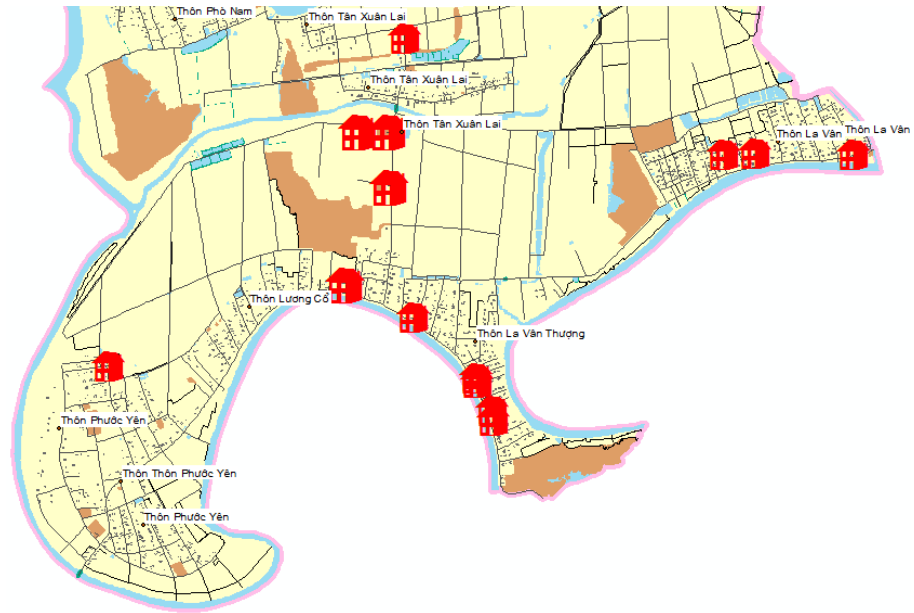 Thôn Phò Nam
Thôn Tân Xuân Lai
Thôn Tân Xuân Lai
Thôn Tân Xuân Lai
Thôn La Vân
Thôn La Vân
Thôn Lương Cổ
Thôn La Vân Thượng
Thôn Phước Yên
Thôn Thôn Phước Yên
Thôn Phước Yên